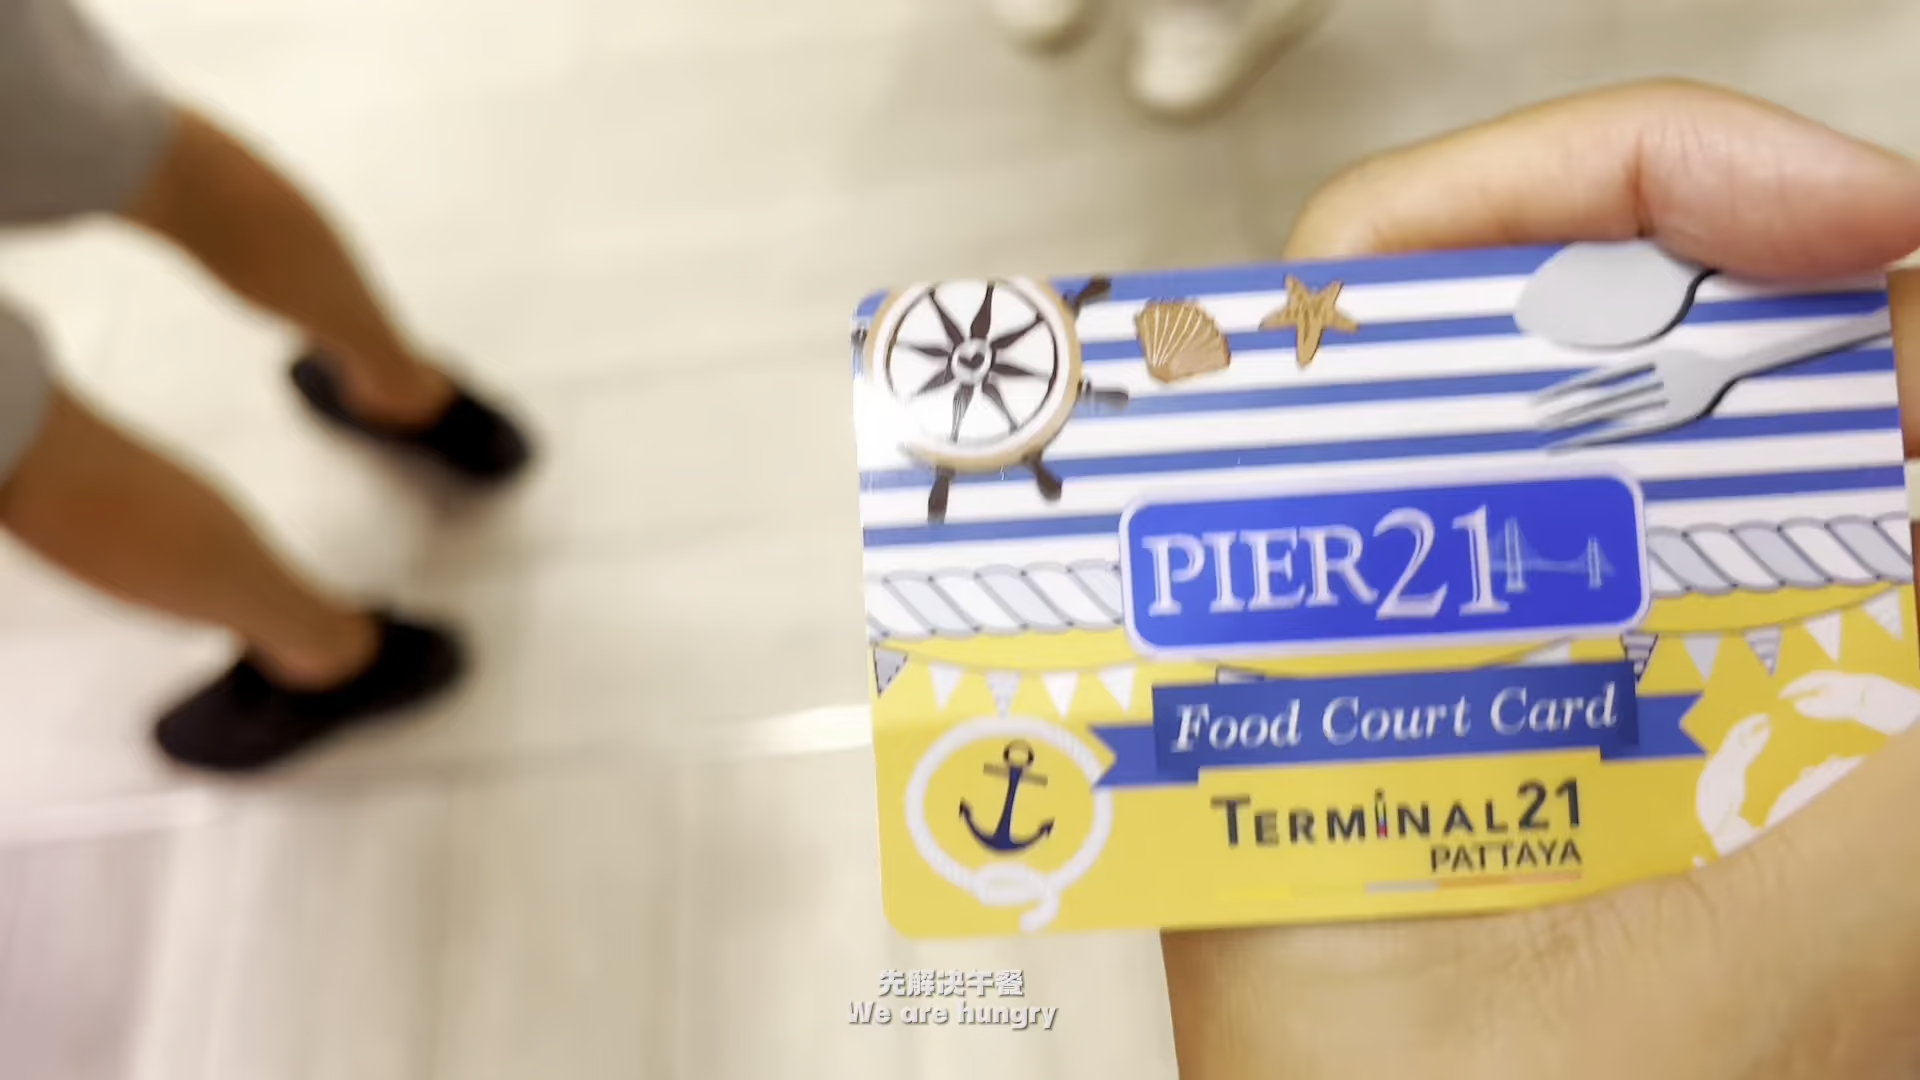 PIER21
Food Court Card
TERMINAL21
PATTAYA
先解决午餐
We are hungry